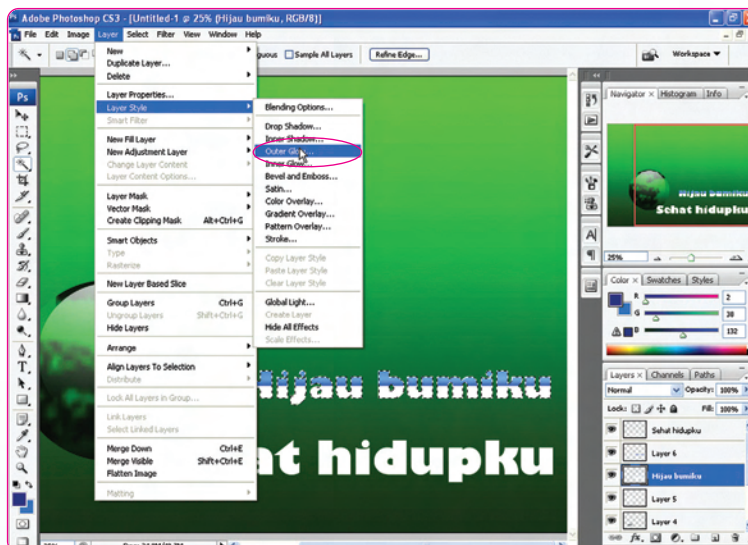 Adobe Photoshop CS3 - [Untitled-1 @ 25% (Hijau bumiku, RGB/8)]
File Edit Image Layer Select Filter View Window Help
Sample All Layers Refine Edge... Workspace
New
Duplicate Layer...
Delete
Layer Properties...
Layer Style
Smart Filter
New Fill Layer
New Adjustment Layer
Change Layer Content
Layer Content Options...
Layer Mask
Vector Mask
Create Clipping Mask Alt+Ctrl+G
Smart Objects
Type
Rasterize
New Layer Based Slice
Group Layers Ctrl+G
Ungroup Layers Shift+Ctrl+G
Hide Layers
Arrange
Align Layers To Selection
Distribute
Lock All Layers in Group...
Link Layers
Select Linked Layers
Merge Down Ctrl+E
Merge Visible Shift+Ctrl+E
Flatten Image
Matting
Blending Options...
Drop Shadow...
Inner Shadow...
Outer Glow...
Inner Glow...
Bevel and Emboss...
Satin...
Color Overlay...
Gradient Overlay...
Pattern Overlay...
Stroke...
Copy Layer Style
Paste Layer Style
Clear Layer Style
Global Light...
Create Layer
Hide All Effects
Scale Effects...
Hijau bumiku
at hidupku
Ps
Navigator × Histogram Info
Hijau bumiku
Sehat hidupku
25%
Color × Swatches Styles
R 2
G 38
B 132
Layers × Channels Paths
Normal Opacity: 100%
Lock: Fill: 100%
Sehat hidupku
Layer 6
Hijau bumiku
Layer 5
Layer 4